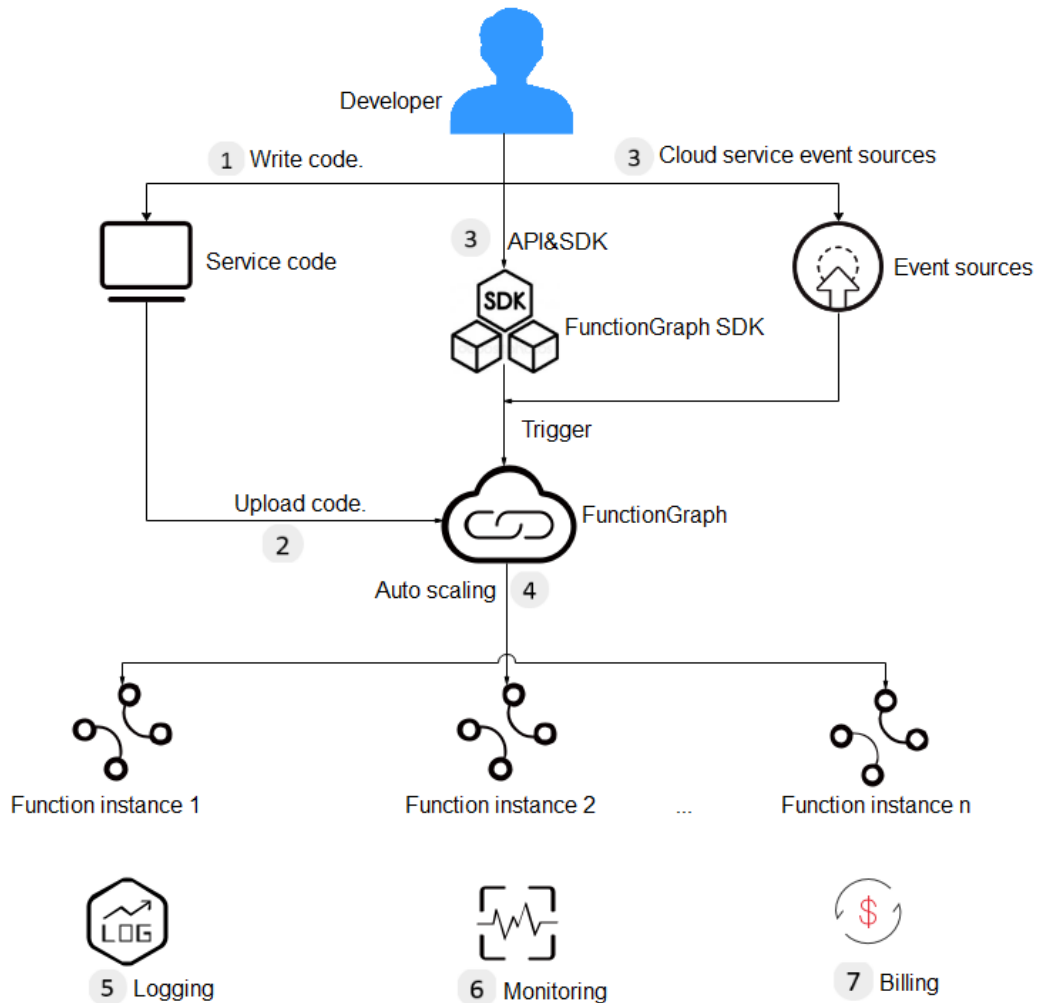 Developer
1 Write code.
3 Cloud service event sources
3 API&SDK
Service code
Event sources
SDK
FunctionGraph SDK
Trigger
Upload code.
2
FunctionGraph
Auto scaling 4
Function instance 1
Function instance 2
...
Function instance n
LOG
$
5 Logging
6 Monitoring
7 Billing